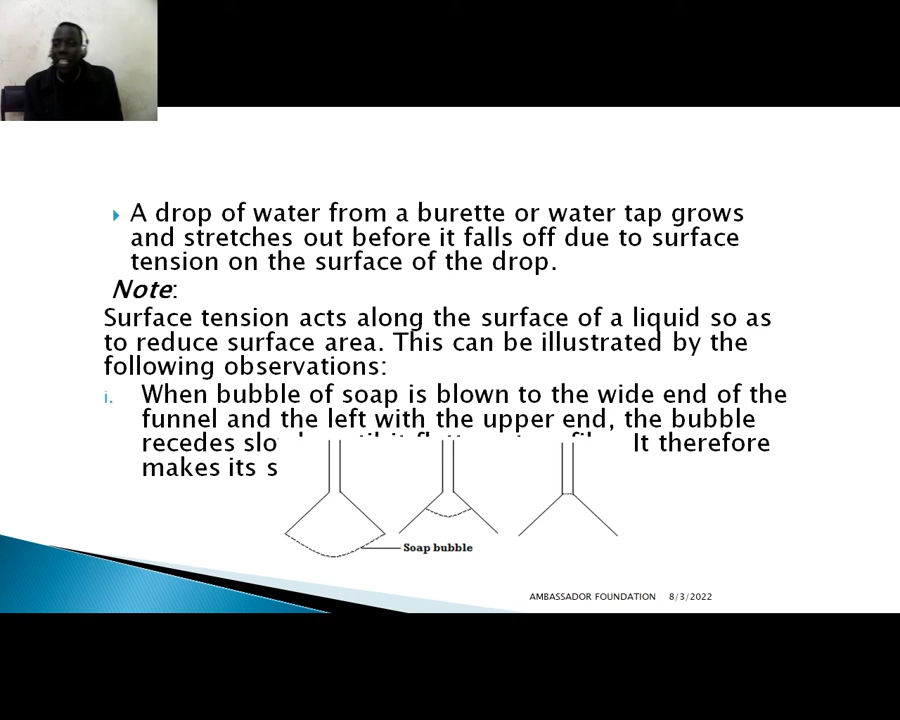 A drop of water from a burette or water tap grows
and stretches out before it falls off due to surface
tension on the surface of the drop.
Note:
Surface tension acts along the surface of a liquid so as
to reduce surface area. This can be illustrated by the
following observations:
i. When bubble of soap is blown to the wide end of the
funnel and the left with the upper end, the bubble
recedes It therefore
makes its
Soap bubble
AMBASSADOR FOUNDATION 8/3/2022